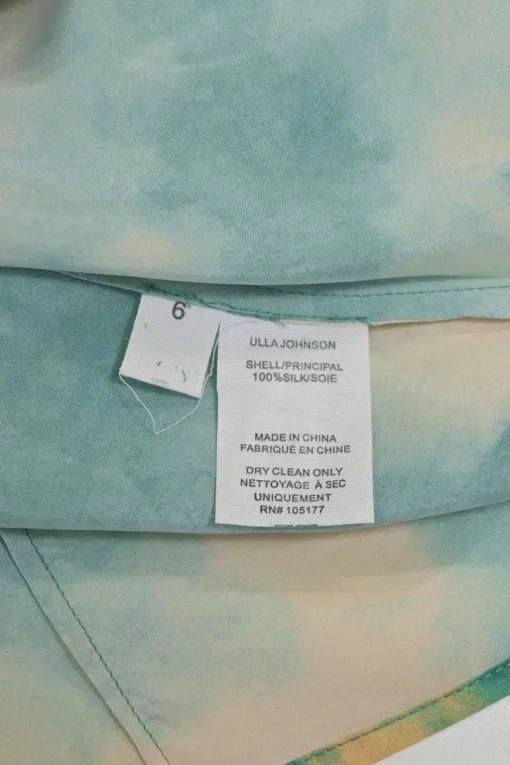 6
ULLA JOHNSON
SHELL/PRINCIPAL
100%SILK/SOIE
MADE IN CHINA
FABRIQUÉ EN CHINE
DRY CLEAN ONLY
NETTOYAGE À SEC
UNIQUEMENT
RN# 105177